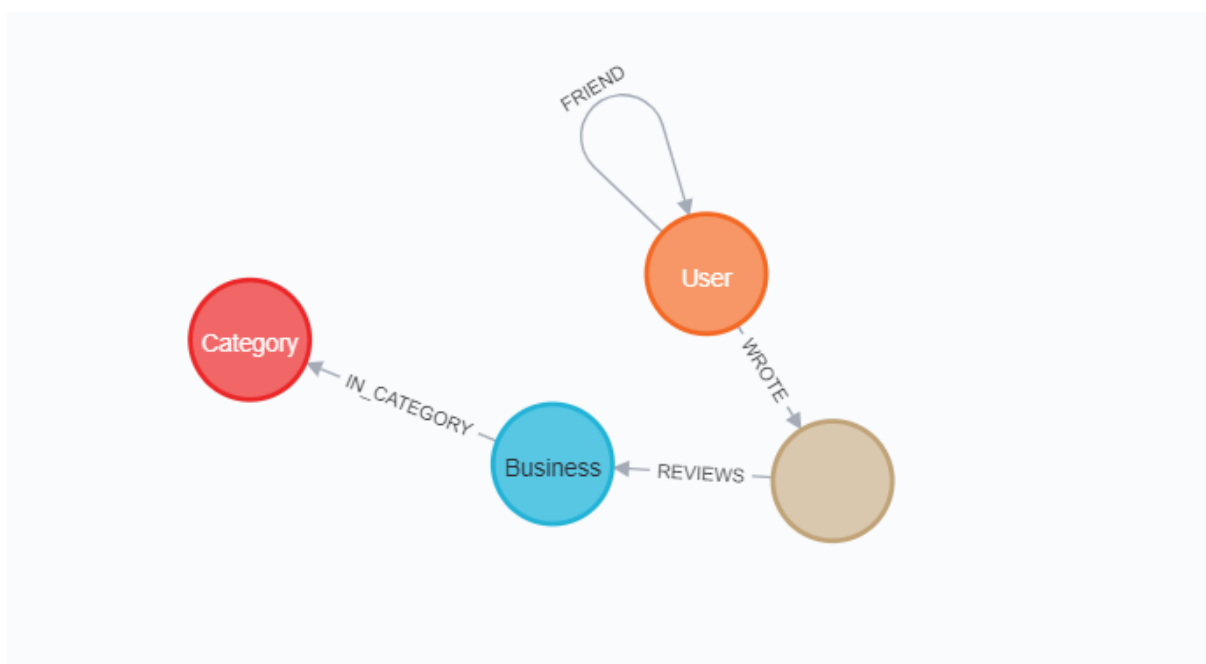 FRIEND
User
WROTE
Category
IN_CATEGORY
Business
REVIEWS